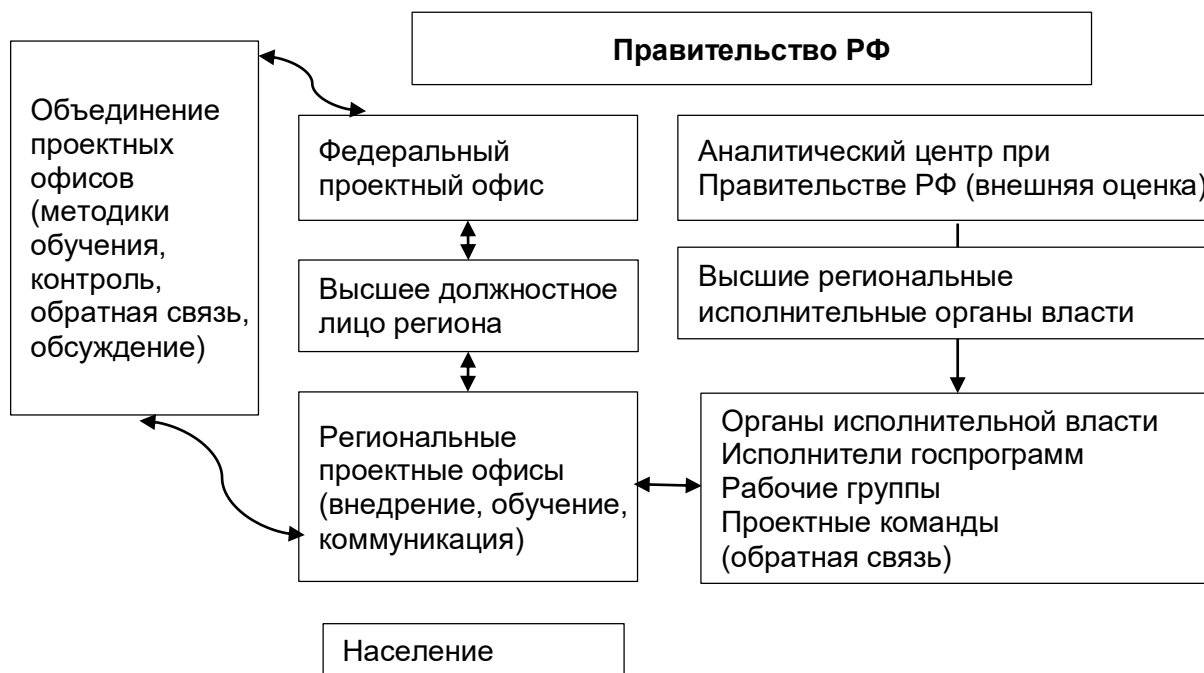 Правительство РФ
Объединение
проектных
офисов
(методики
обучения,
контроль,
обратная связь,
обсуждение)
Федеральный
проектный офис
Аналитический центр при
Правительстве РФ (внешняя оценка)
Высшее должностное
лицо региона
Высшие региональные
исполнительные органы власти
Региональные
проектные офисы
(внедрение, обучение,
коммуникация)
Органы исполнительной власти
Исполнители госпрограмм
Рабочие группы
Проектные команды
(обратная связь)
Население